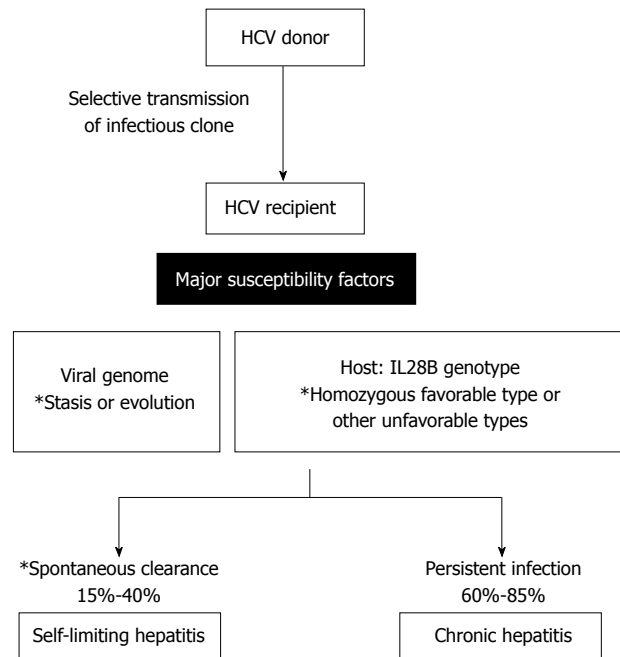 HCV donor
Selective transmission
of infectious clone
HCV recipient
Major susceptibility factors
Viral genome
*Stasis or evolution
Host: IL28B genotype
*Homozygous favorable type or
other unfavorable types
*Spontaneous clearance
15%-40%
Self-limiting hepatitis
Persistent infection
60%-85%
Chronic hepatitis